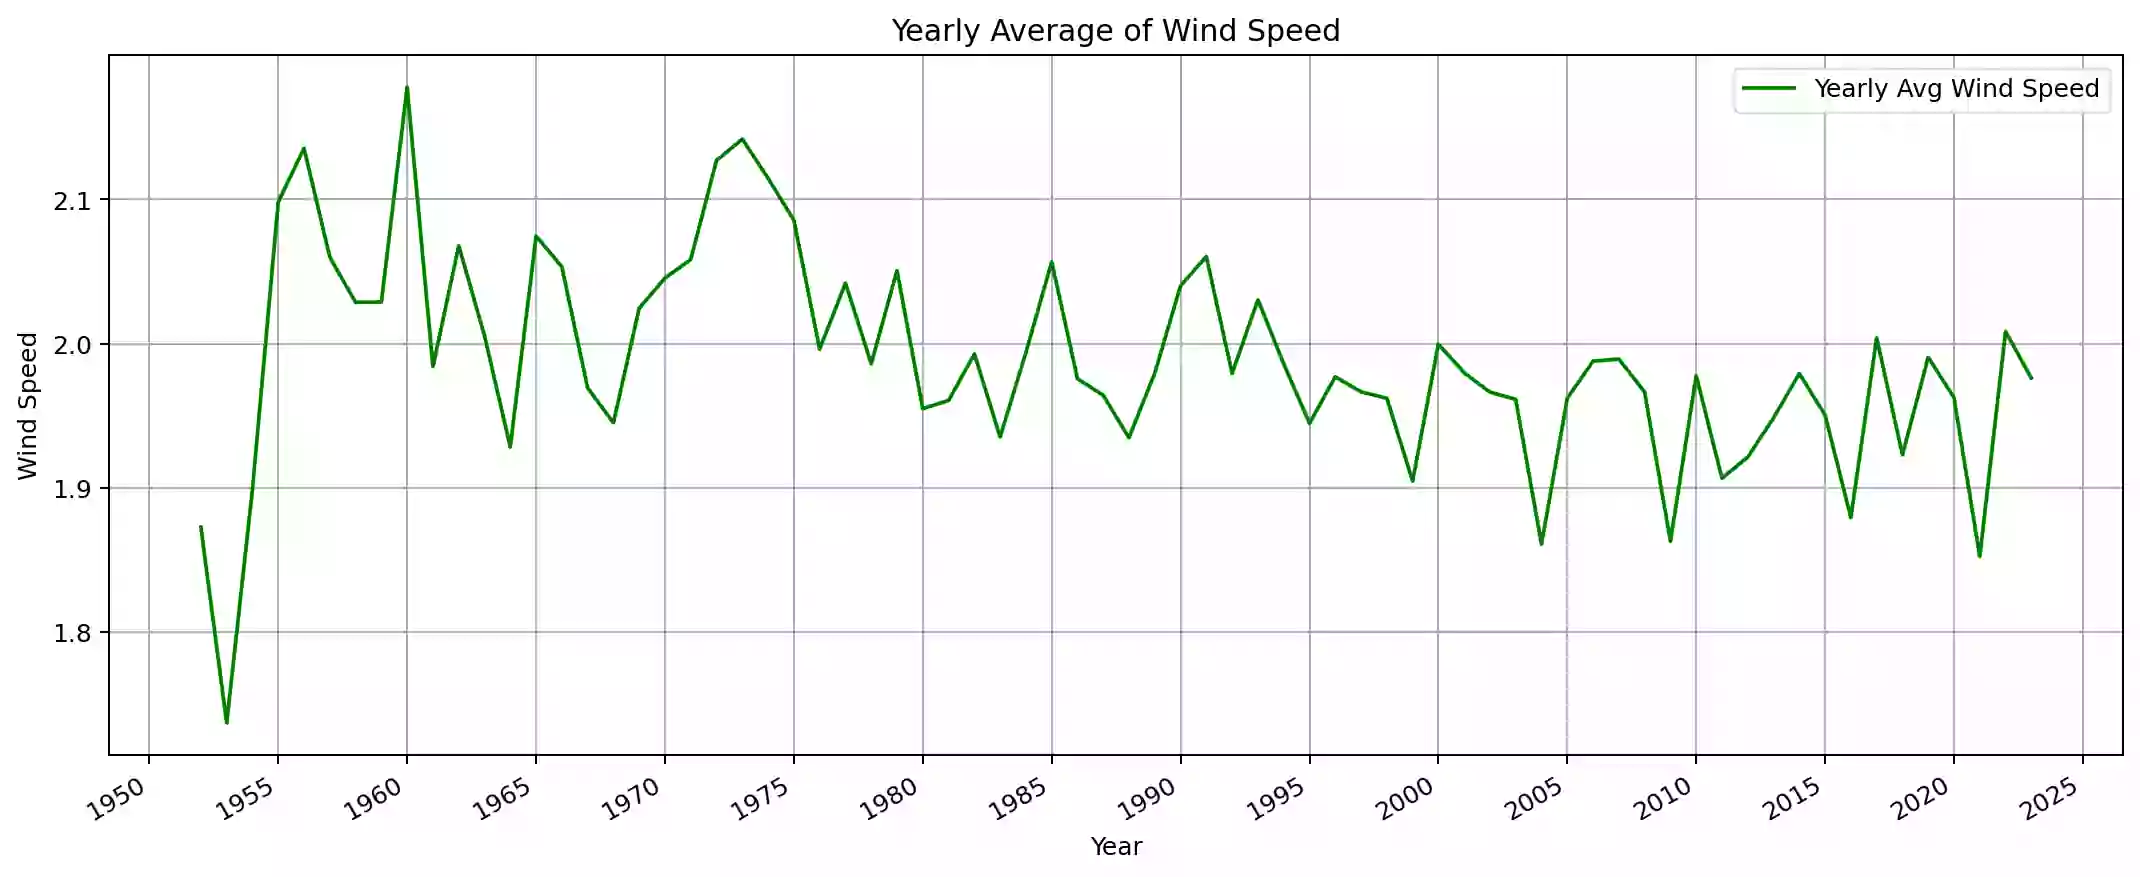 Yearly Average of Wind Speed
Yearly Avg Wind Speed
2.1
2.0
1.9
1.8
Wind Speed
1950 1955 1960 1965 1970 1975 1980 1985 1990 1995 2000 2005 2010 2015 2020 2025
Year